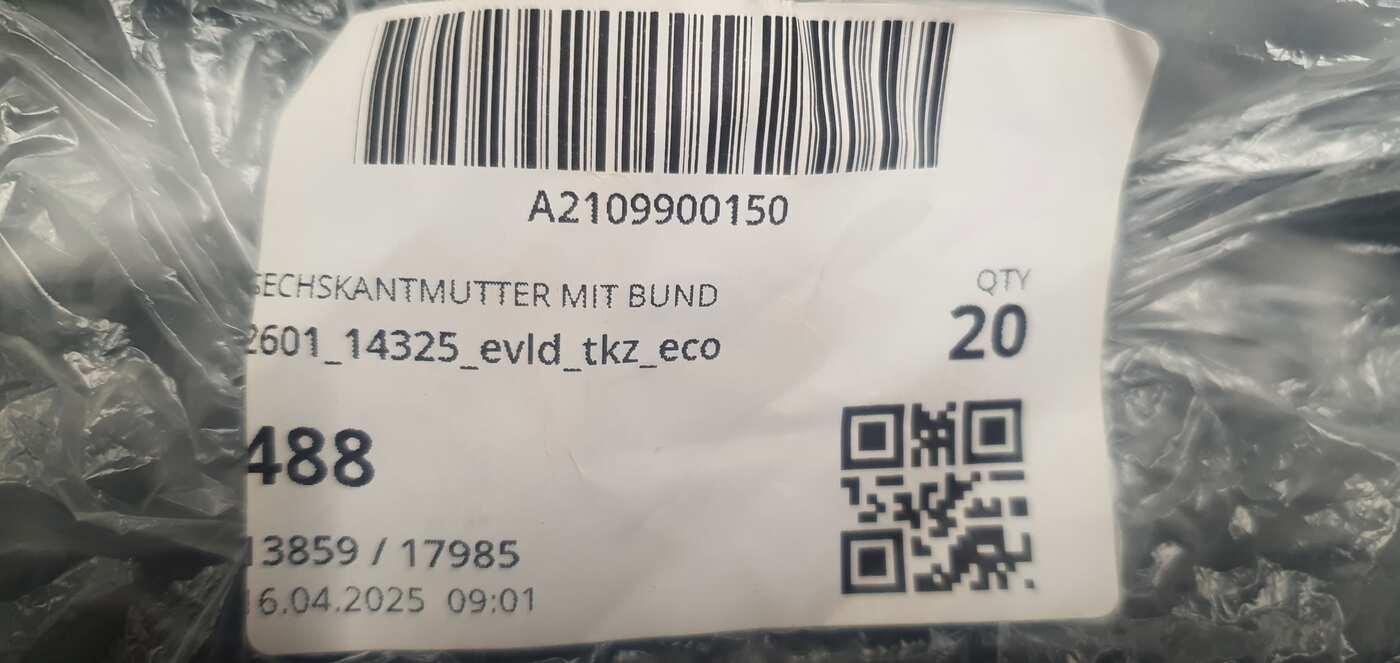 A2109900150
SECHSKANTMUTTER MIT BUND
QTY
2601_14325_evld_tkz_eco
20
488
13859 / 17985
16.04.2025 09:01